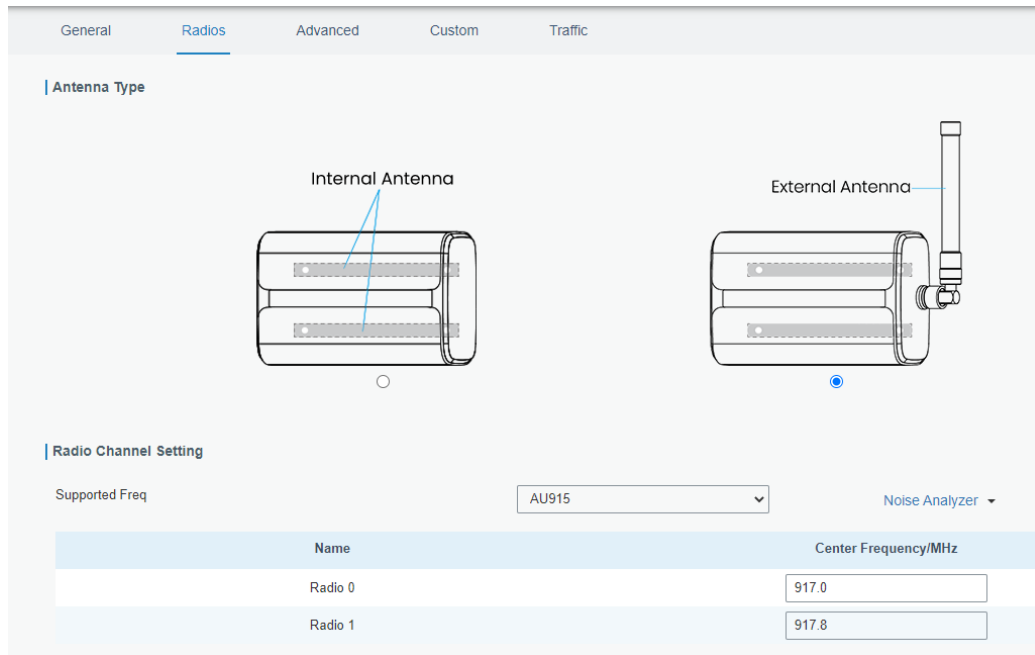 General Radios Advanced Custom Traffic
Antenna Type
Internal Antenna
External Antenna
Radio Channel Setting
Supported Freq AU915 Noise Analyzer
Name Center Frequency/MHz
Radio 0 917.0
Radio 1 917.8